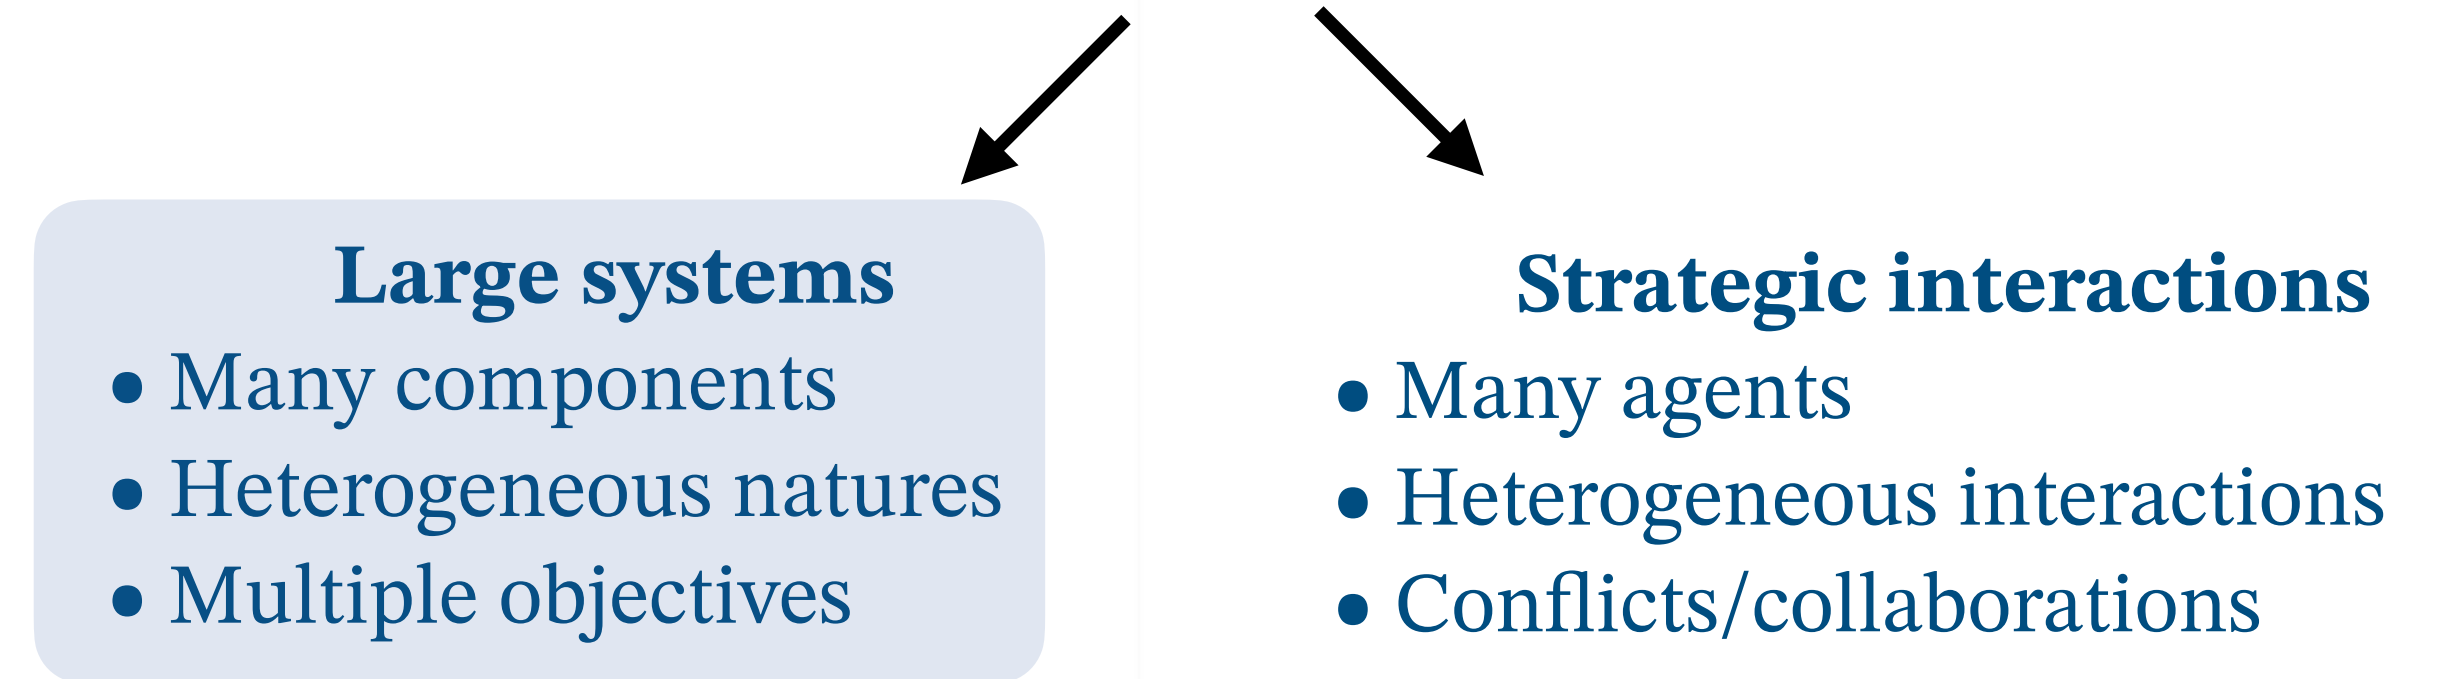 Large systems
• Many components
• Heterogeneous natures
• Multiple objectives
Strategic interactions
• Many agents
• Heterogeneous interactions
• Conflicts/collaborations